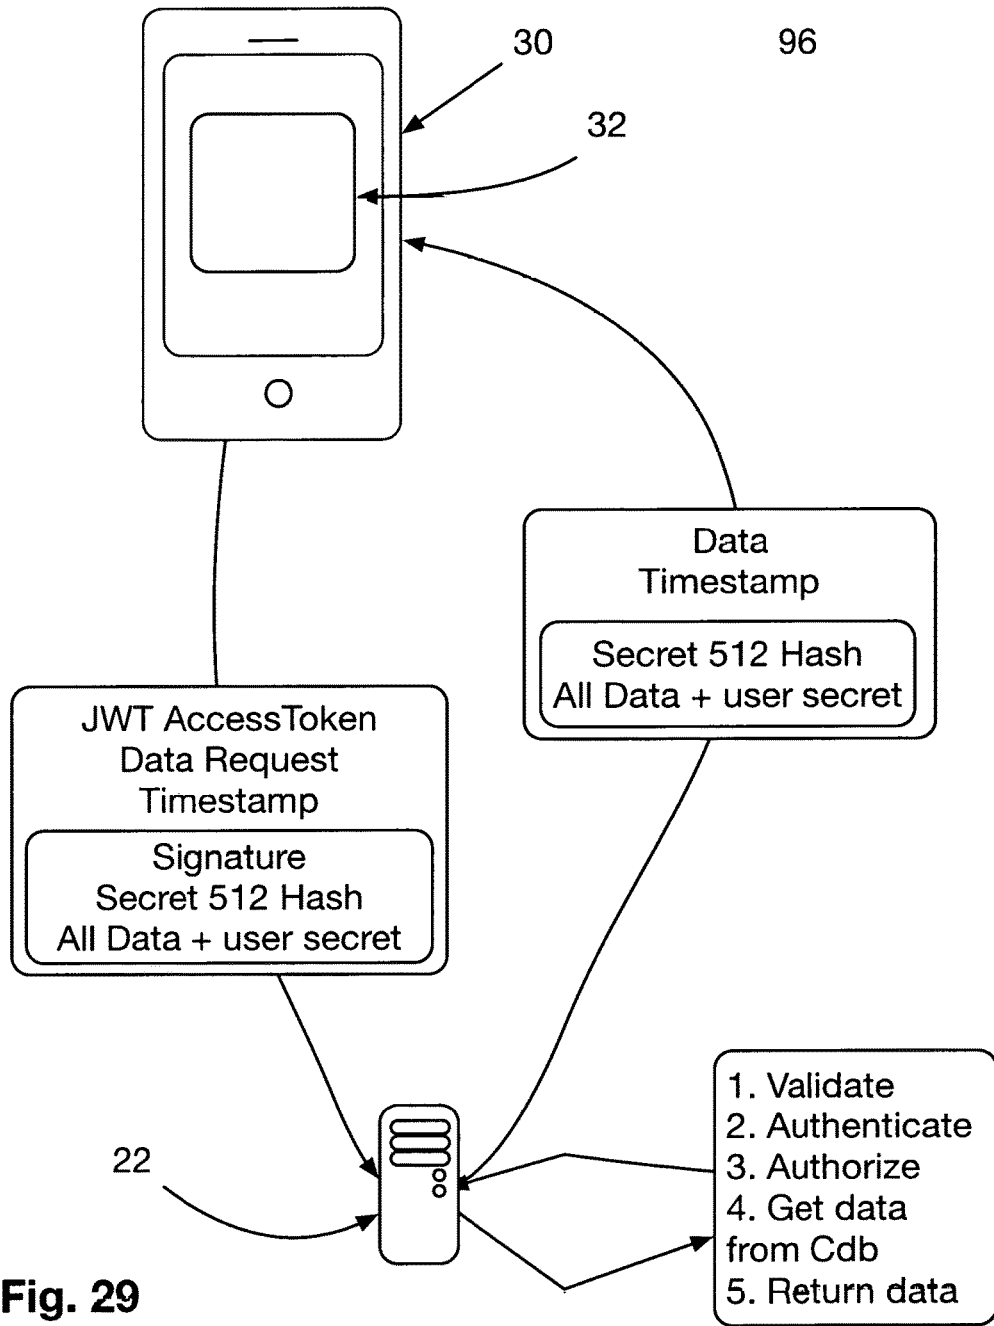 30
96
32
Data
Timestamp
Secret 512 Hash
All Data + user secret
JWT AccessToken
Data Request
Timestamp
Signature
Secret 512 Hash
All Data + user secret
22
1. Validate
2. Authenticate
3. Authorize
4. Get data
from Cdb
5. Return data
Fig. 29